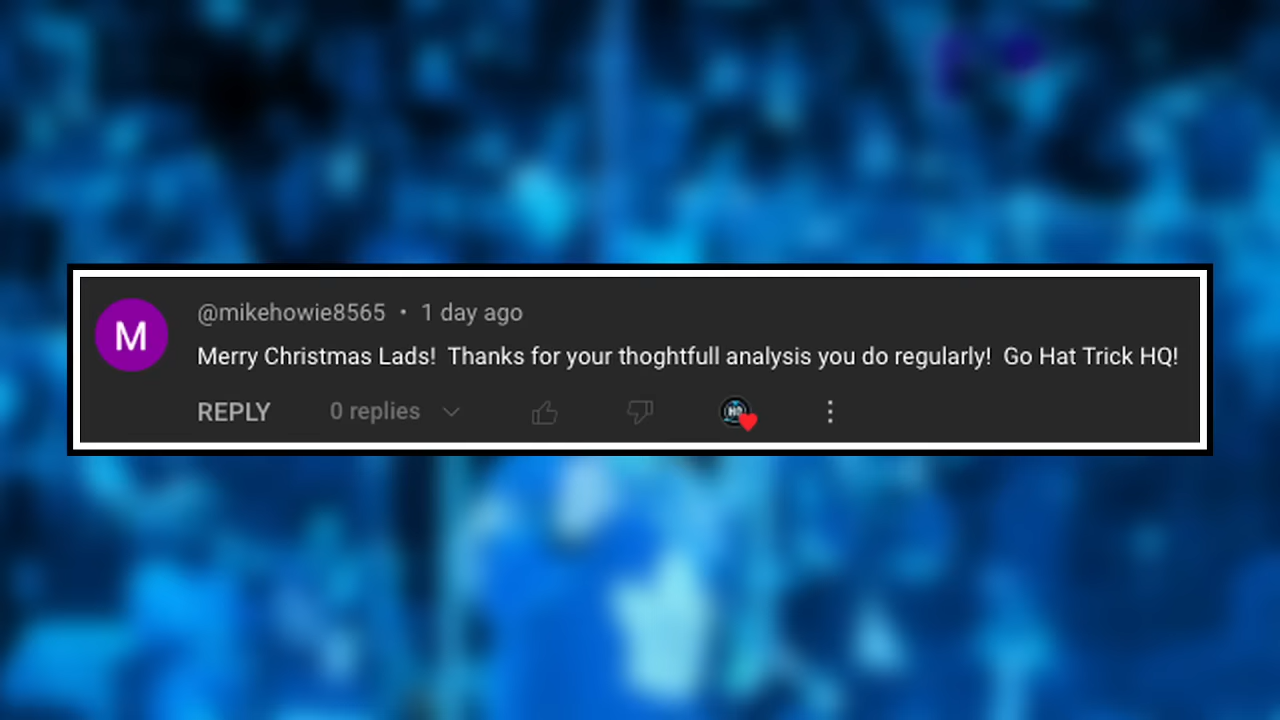 M
@mikehowie8565 • 1 day ago
Merry Christmas Lads!  Thanks for your thoghtfull analysis you do regularly!  Go Hat Trick HQ!
REPLY 0 replies
HQ